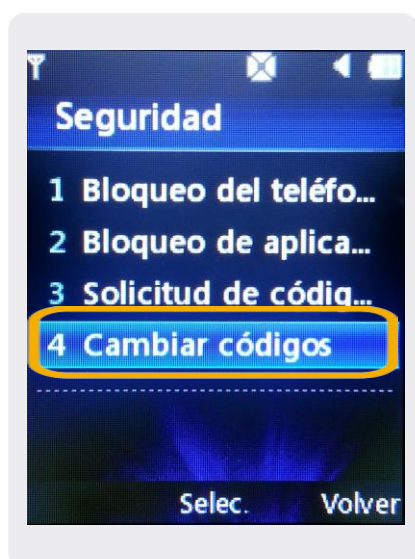 Seguridad
1 Bloqueo del teléfo...
2 Bloqueo de aplica...
3 Solicitud de códig...
4 Cambiar códigos
Selec. Volver